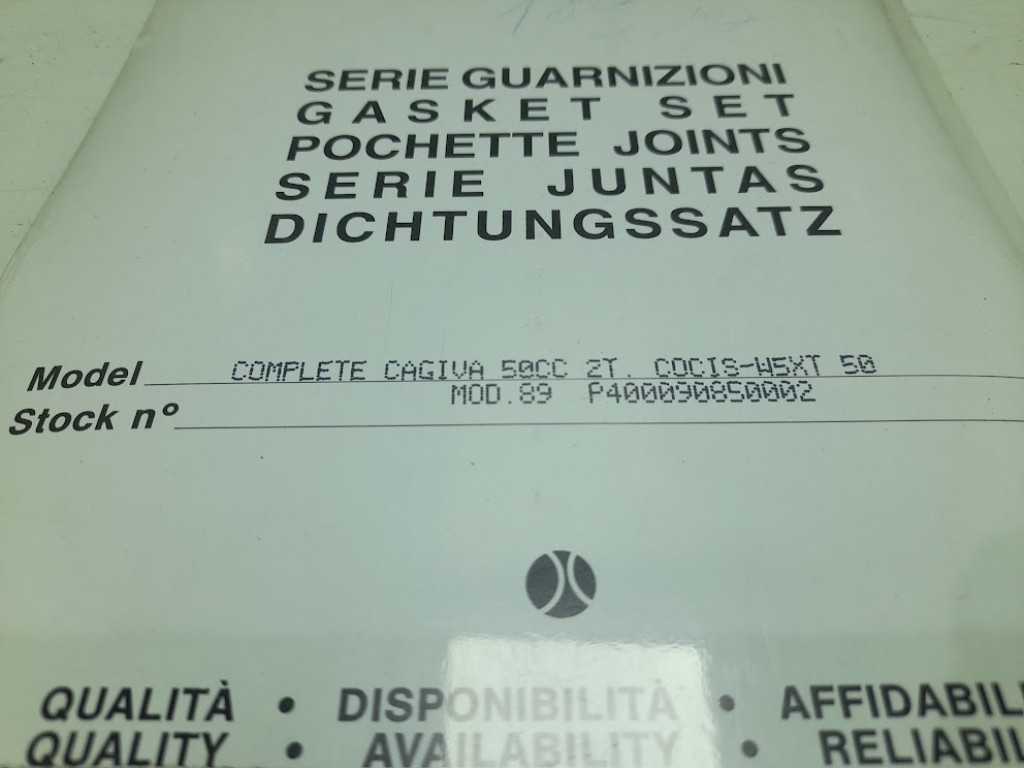 SERIE GUARNIZIONI
GASKET SET
POCHETTE JOINTS
SERIE JUNTAS
DICHTUNGSSATZ
Model COMPLETE CAGIVA 50CC 2T. COCIS-W5XT 50
MOD.89 P400090850002
Stock n°
QUALITÀ • DISPONIBILITÀ • AFFIDABILI
QUALITY • AVAILABILITY • RELIABIL